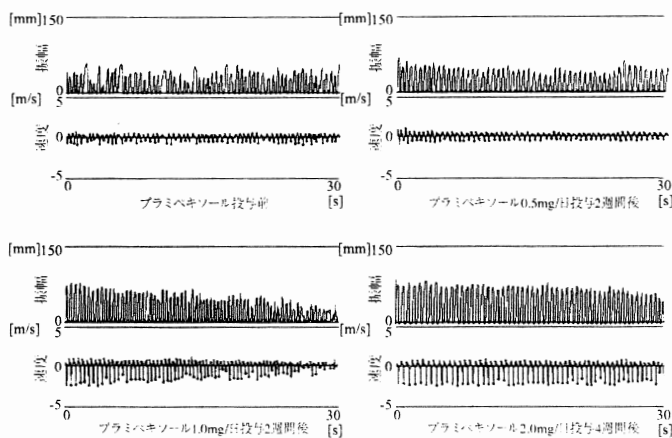 [mm]150
振幅
0
[m/s]
5
速度
0
-5
0
30
[s]
プラミペキソール投与前
[mm]150
振幅
0
[m/s]
5
速度
0
-5
0
30
[s]
プラミペキソール0.5mg/日投与2週間後
[mm]150
振幅
0
[m/s]
5
速度
0
-5
0
30
[s]
プラミペキソール1.0mg/日投与2週間後
[mm]150
振幅
0
[m/s]
5
速度
0
-5
0
30
[s]
プラミペキソール2.0mg/日投与4週間後